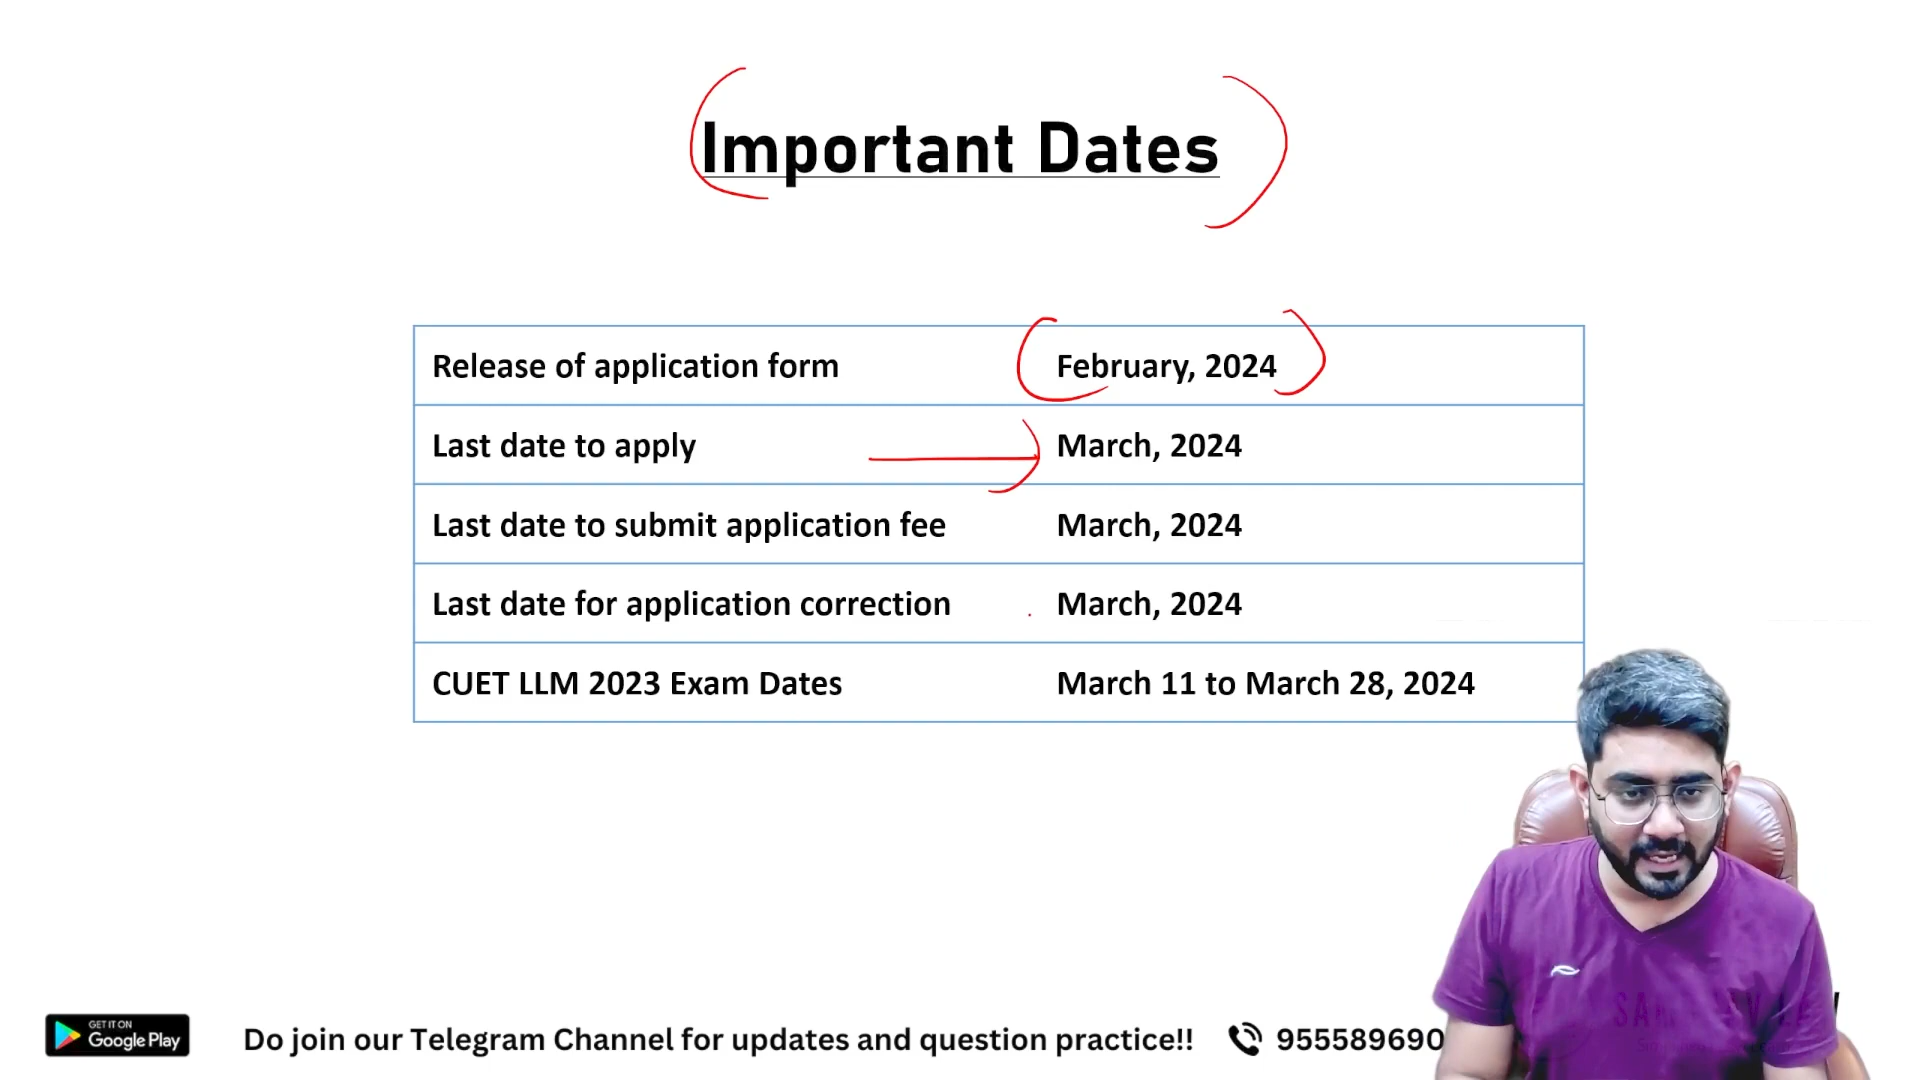 Important Dates
Release of application form February, 2024
Last date to apply March, 2024
Last date to submit application fee March, 2024
Last date for application correction March, 2024
CUET LLM 2023 Exam Dates March 11 to March 28, 2024
GET IT ON
Google Play
Do join our Telegram Channel for updates and question practice!! 955589690